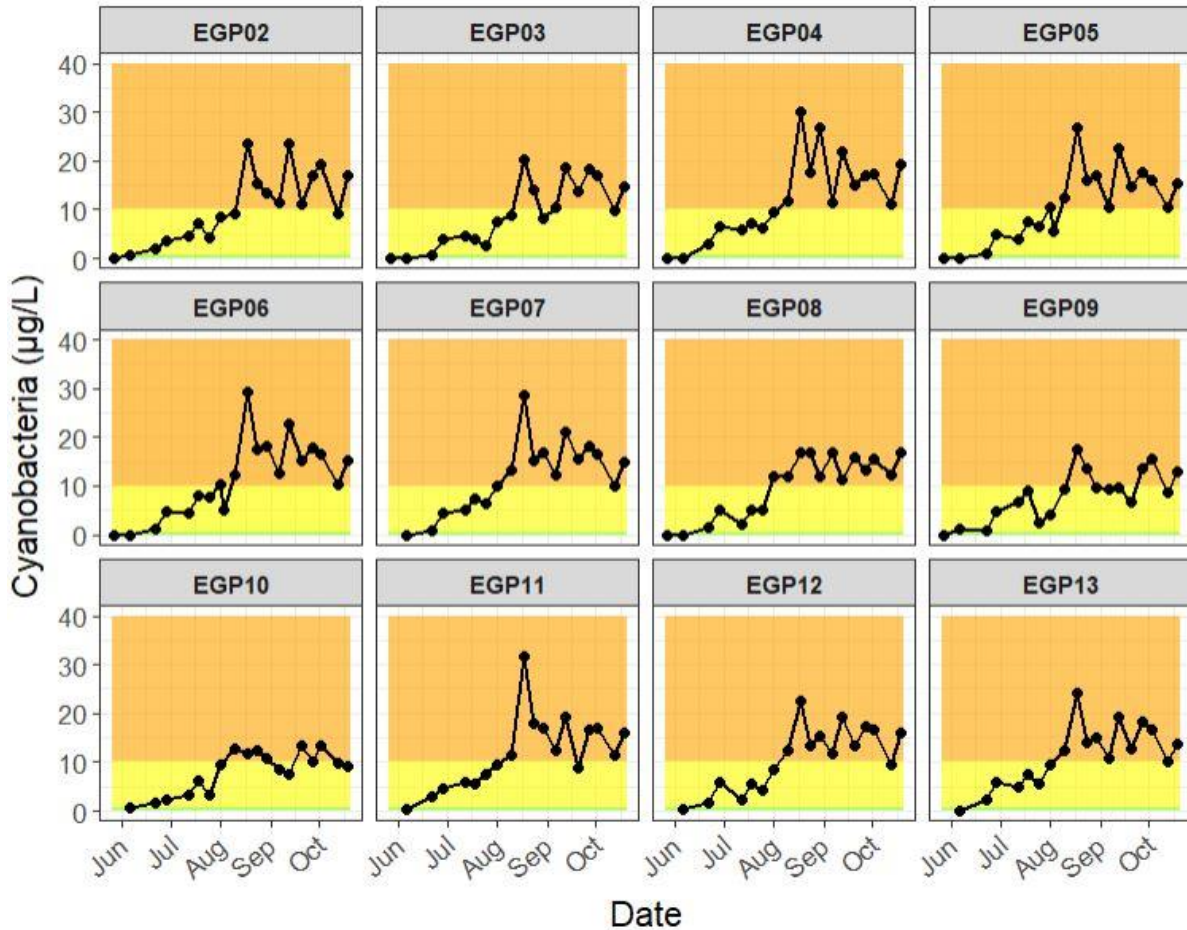 EGP02 EGP03 EGP04 EGP05
40
30
20
10
0
EGP06 EGP07 EGP08 EGP09
40
30
20
10
0
Cyanobacteria (µg/L)
EGP10 EGP11 EGP12 EGP13
40
30
20
10
0
Jun Jul Aug Sep Oct Jun Jul Aug Sep Oct Jun Jul Aug Sep Oct Jun Jul Aug Sep Oct
Date